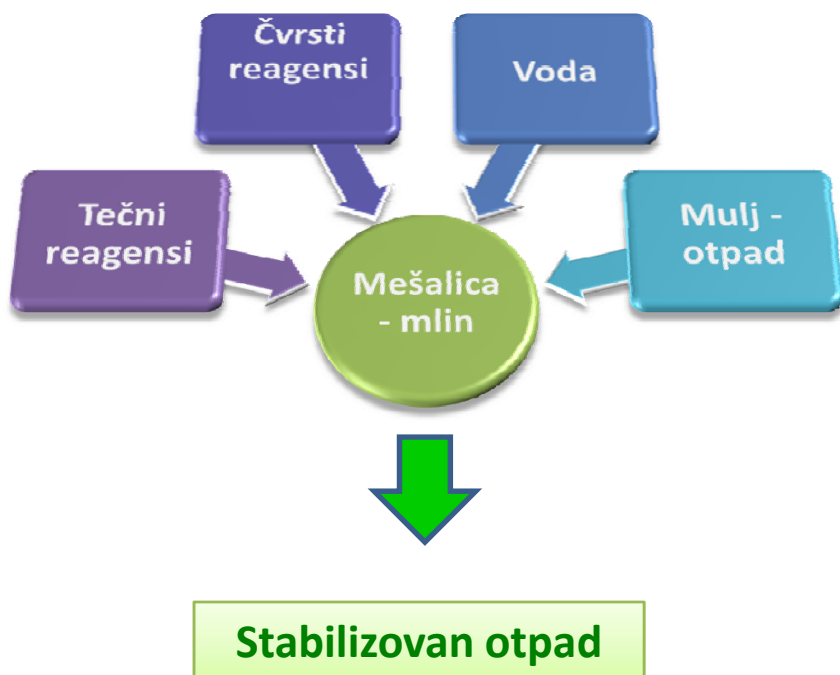 Čvrsti
reagensi
Voda
Tečni
reagensi
Mulj -
otpad
Mešalica
- mlin
Stabilizovan otpad